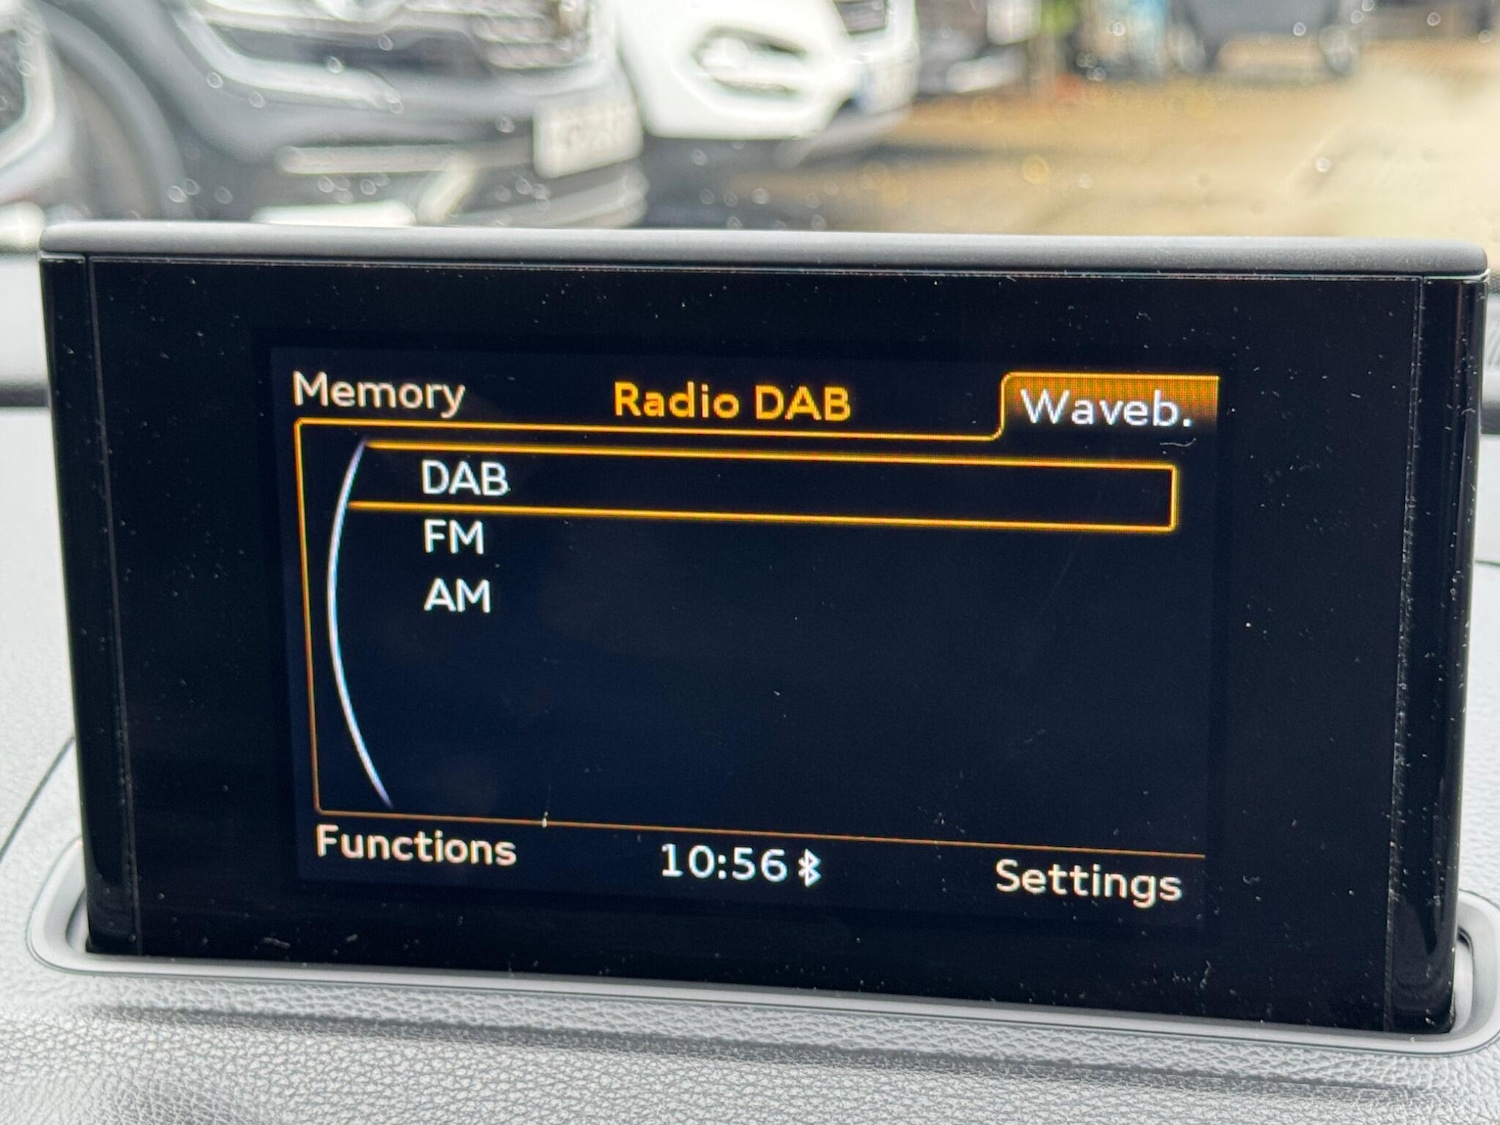 Memory Radio DAB Waveb.
DAB
FM
AM
Functions 10:56 Settings